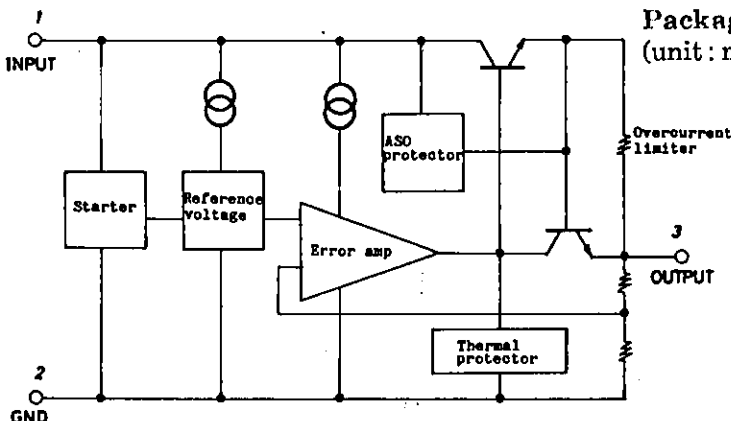 1
INPUT
Packag
(unit : m
ASO
protector
Overcurrent
limiter
Starter
Reference
voltage
Error amp
3
OUTPUT
Thermal
protector
2
GND